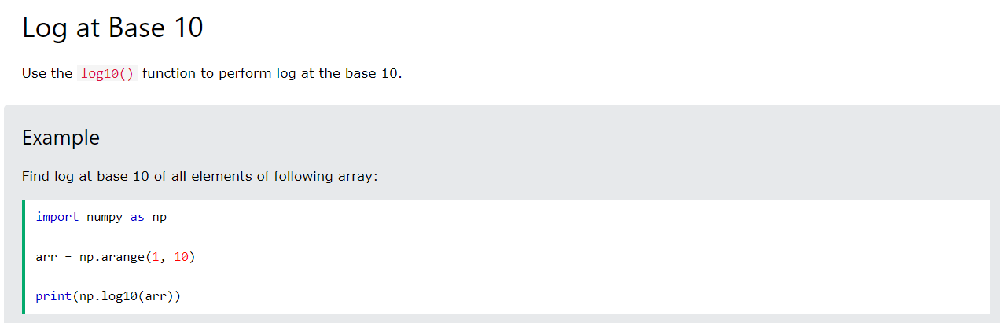 Log at Base 10
Use the log10() function to perform log at the base 10.
Example
Find log at base 10 of all elements of following array:
import numpy as np
arr = np.arange(1, 10)
print(np.log10(arr))